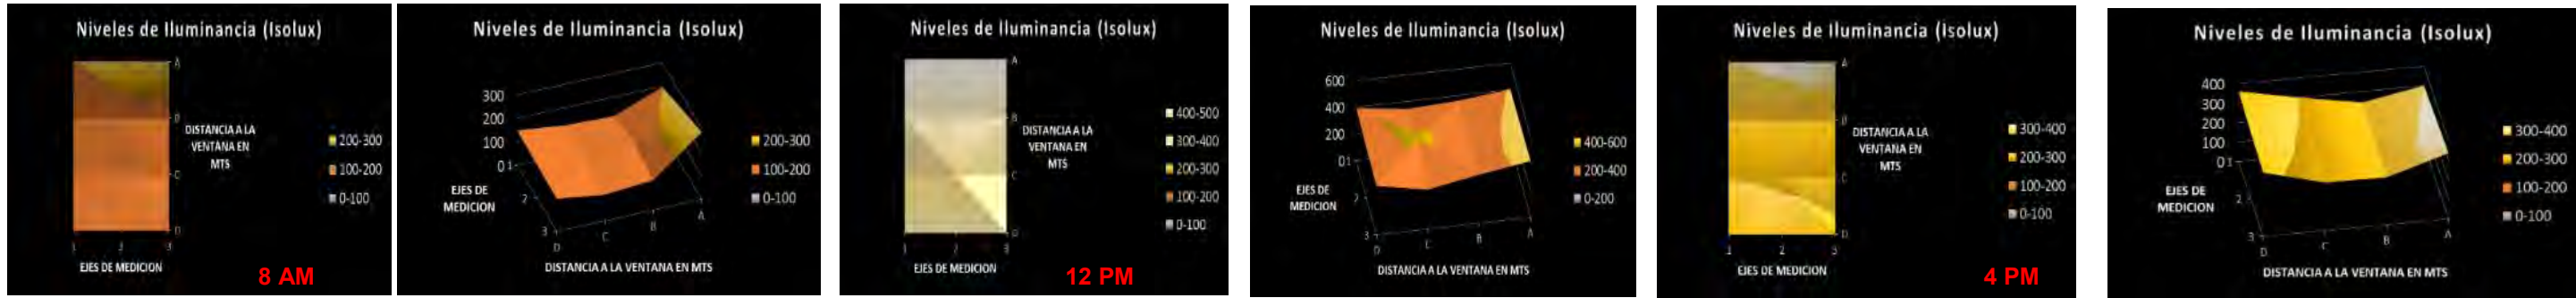 Niveles de Iluminancia (Isolux)
A
B
C
D
DISTANCIA A LA
VENTANA EN
MTS
200-300
100-200
0-100
1 2 3
EJES DE MEDICION
8 AM
Niveles de Iluminancia (Isolux)
300
200
100
0
1
2
3
EJES DE
MEDICION
D C B A
DISTANCIA A LA VENTANA EN MTS
200-300
100-200
0-100
Niveles de Iluminancia (Isolux)
A
B
C
D
DISTANCIA A LA
VENTANA EN
MTS
400-500
300-400
200-300
100-200
0-100
1 2 3
EJES DE MEDICION
12 PM
Niveles de Iluminancia (Isolux)
600
400
200
0
1
2
3
EJES DE
MEDICION
D C B A
DISTANCIA A LA VENTANA EN MTS
400-600
200-400
0-200
Niveles de Iluminancia (Isolux)
A
B
C
D
DISTANCIA A LA
VENTANA EN
MTS
300-400
200-300
100-200
0-100
1 2 3
EJES DE MEDICION
4 PM
Niveles de Iluminancia (Isolux)
400
300
200
100
0
1
2
3
EJES DE
MEDICION
D C B A
DISTANCIA A LA VENTANA EN MTS
300-400
200-300
100-200
0-100